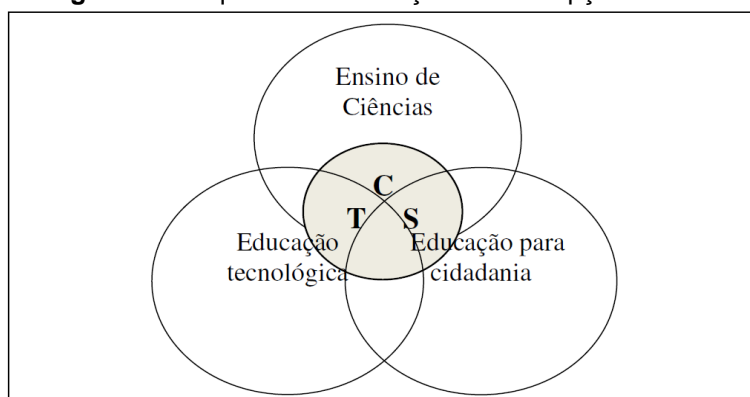 Ensino de
Ciências
C
T S
Educação
tecnológica
Educação para
cidadania